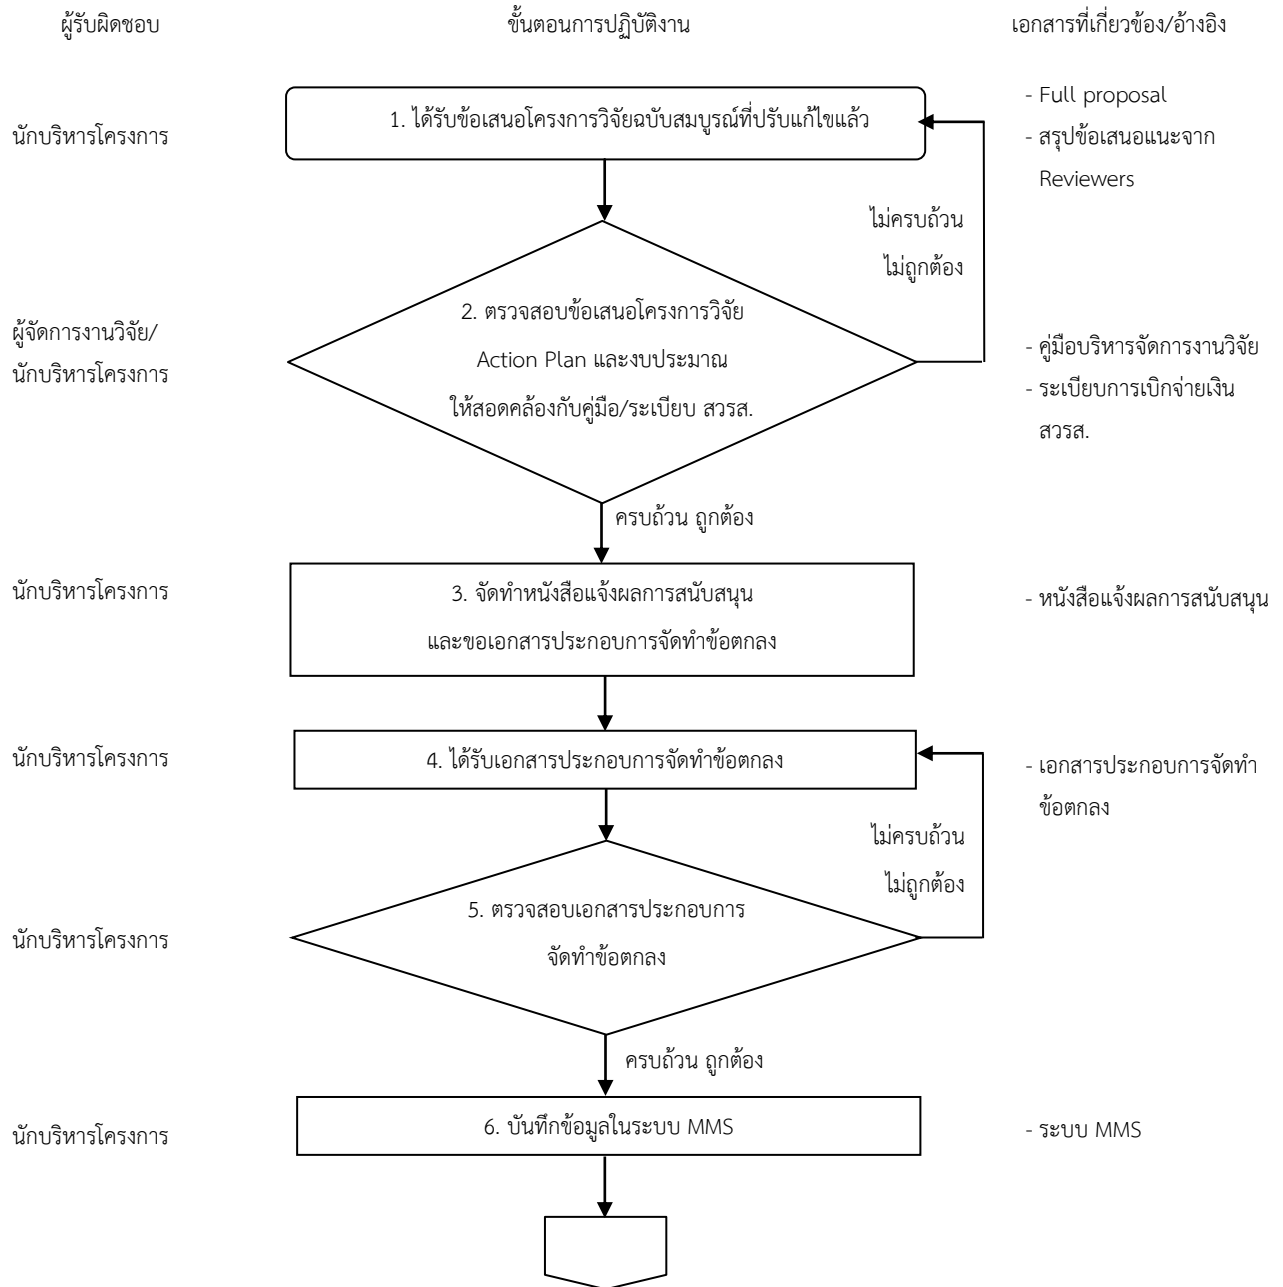 ผู้รับผิดชอบ
ขั้นตอนการปฏิบัติงาน
เอกสารที่เกี่ยวข้อง/อ้างอิง
นักบริหารโครงการ
1. ได้รับข้อเสนอโครงการวิจัยฉบับสมบูรณ์ที่ปรับแก้ไขแล้ว
- Full proposal
- สรุปข้อเสนอแนะจาก
Reviewers
ไม่ครบถ้วน
ไม่ถูกต้อง
ผู้จัดการงานวิจัย/
นักบริหารโครงการ
2. ตรวจสอบข้อเสนอโครงการวิจัย
Action Plan และงบประมาณ
ให้สอดคล้องกับคู่มือ/ระเบียบ สวรส.
- คู่มือบริหารจัดการงานวิจัย
- ระเบียบการเบิกจ่ายเงิน
สวรส.
ครบถ้วน ถูกต้อง
นักบริหารโครงการ
3. จัดทำหนังสือแจ้งผลการสนับสนุน
และขอเอกสารประกอบการจัดทำข้อตกลง
- หนังสือแจ้งผลการสนับสนุน
นักบริหารโครงการ
4. ได้รับเอกสารประกอบการจัดทำข้อตกลง
- เอกสารประกอบการจัดทำ
ข้อตกลง
ไม่ครบถ้วน
ไม่ถูกต้อง
นักบริหารโครงการ
5. ตรวจสอบเอกสารประกอบการ
จัดทำข้อตกลง
ครบถ้วน ถูกต้อง
นักบริหารโครงการ
6. บันทึกข้อมูลในระบบ MMS
- ระบบ MMS